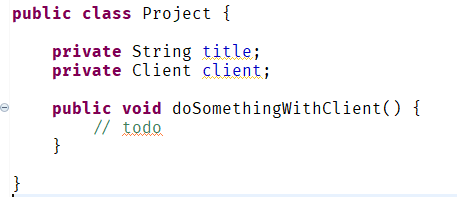 public class Project {
private String title;
private Client client;
public void doSomethingWithClient() {
// todo
}
}